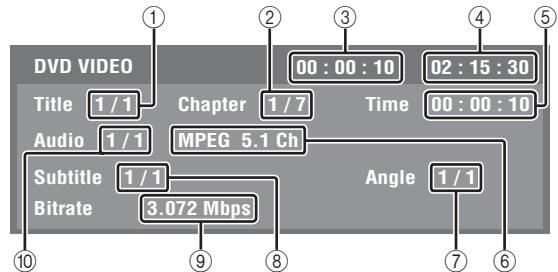 ① ② ③ ④ ⑤
DVD VIDEO 00 : 00 : 10 02 : 15 : 30
Title 1 / 1 Chapter 1 / 7 Time 00 : 00 : 10
Audio 1 / 1 MPEG 5.1 Ch
Subtitle 1 / 1 Angle 1 / 1
Bitrate 3.072 Mbps
⑩ ⑨ ⑧ ⑦ ⑥